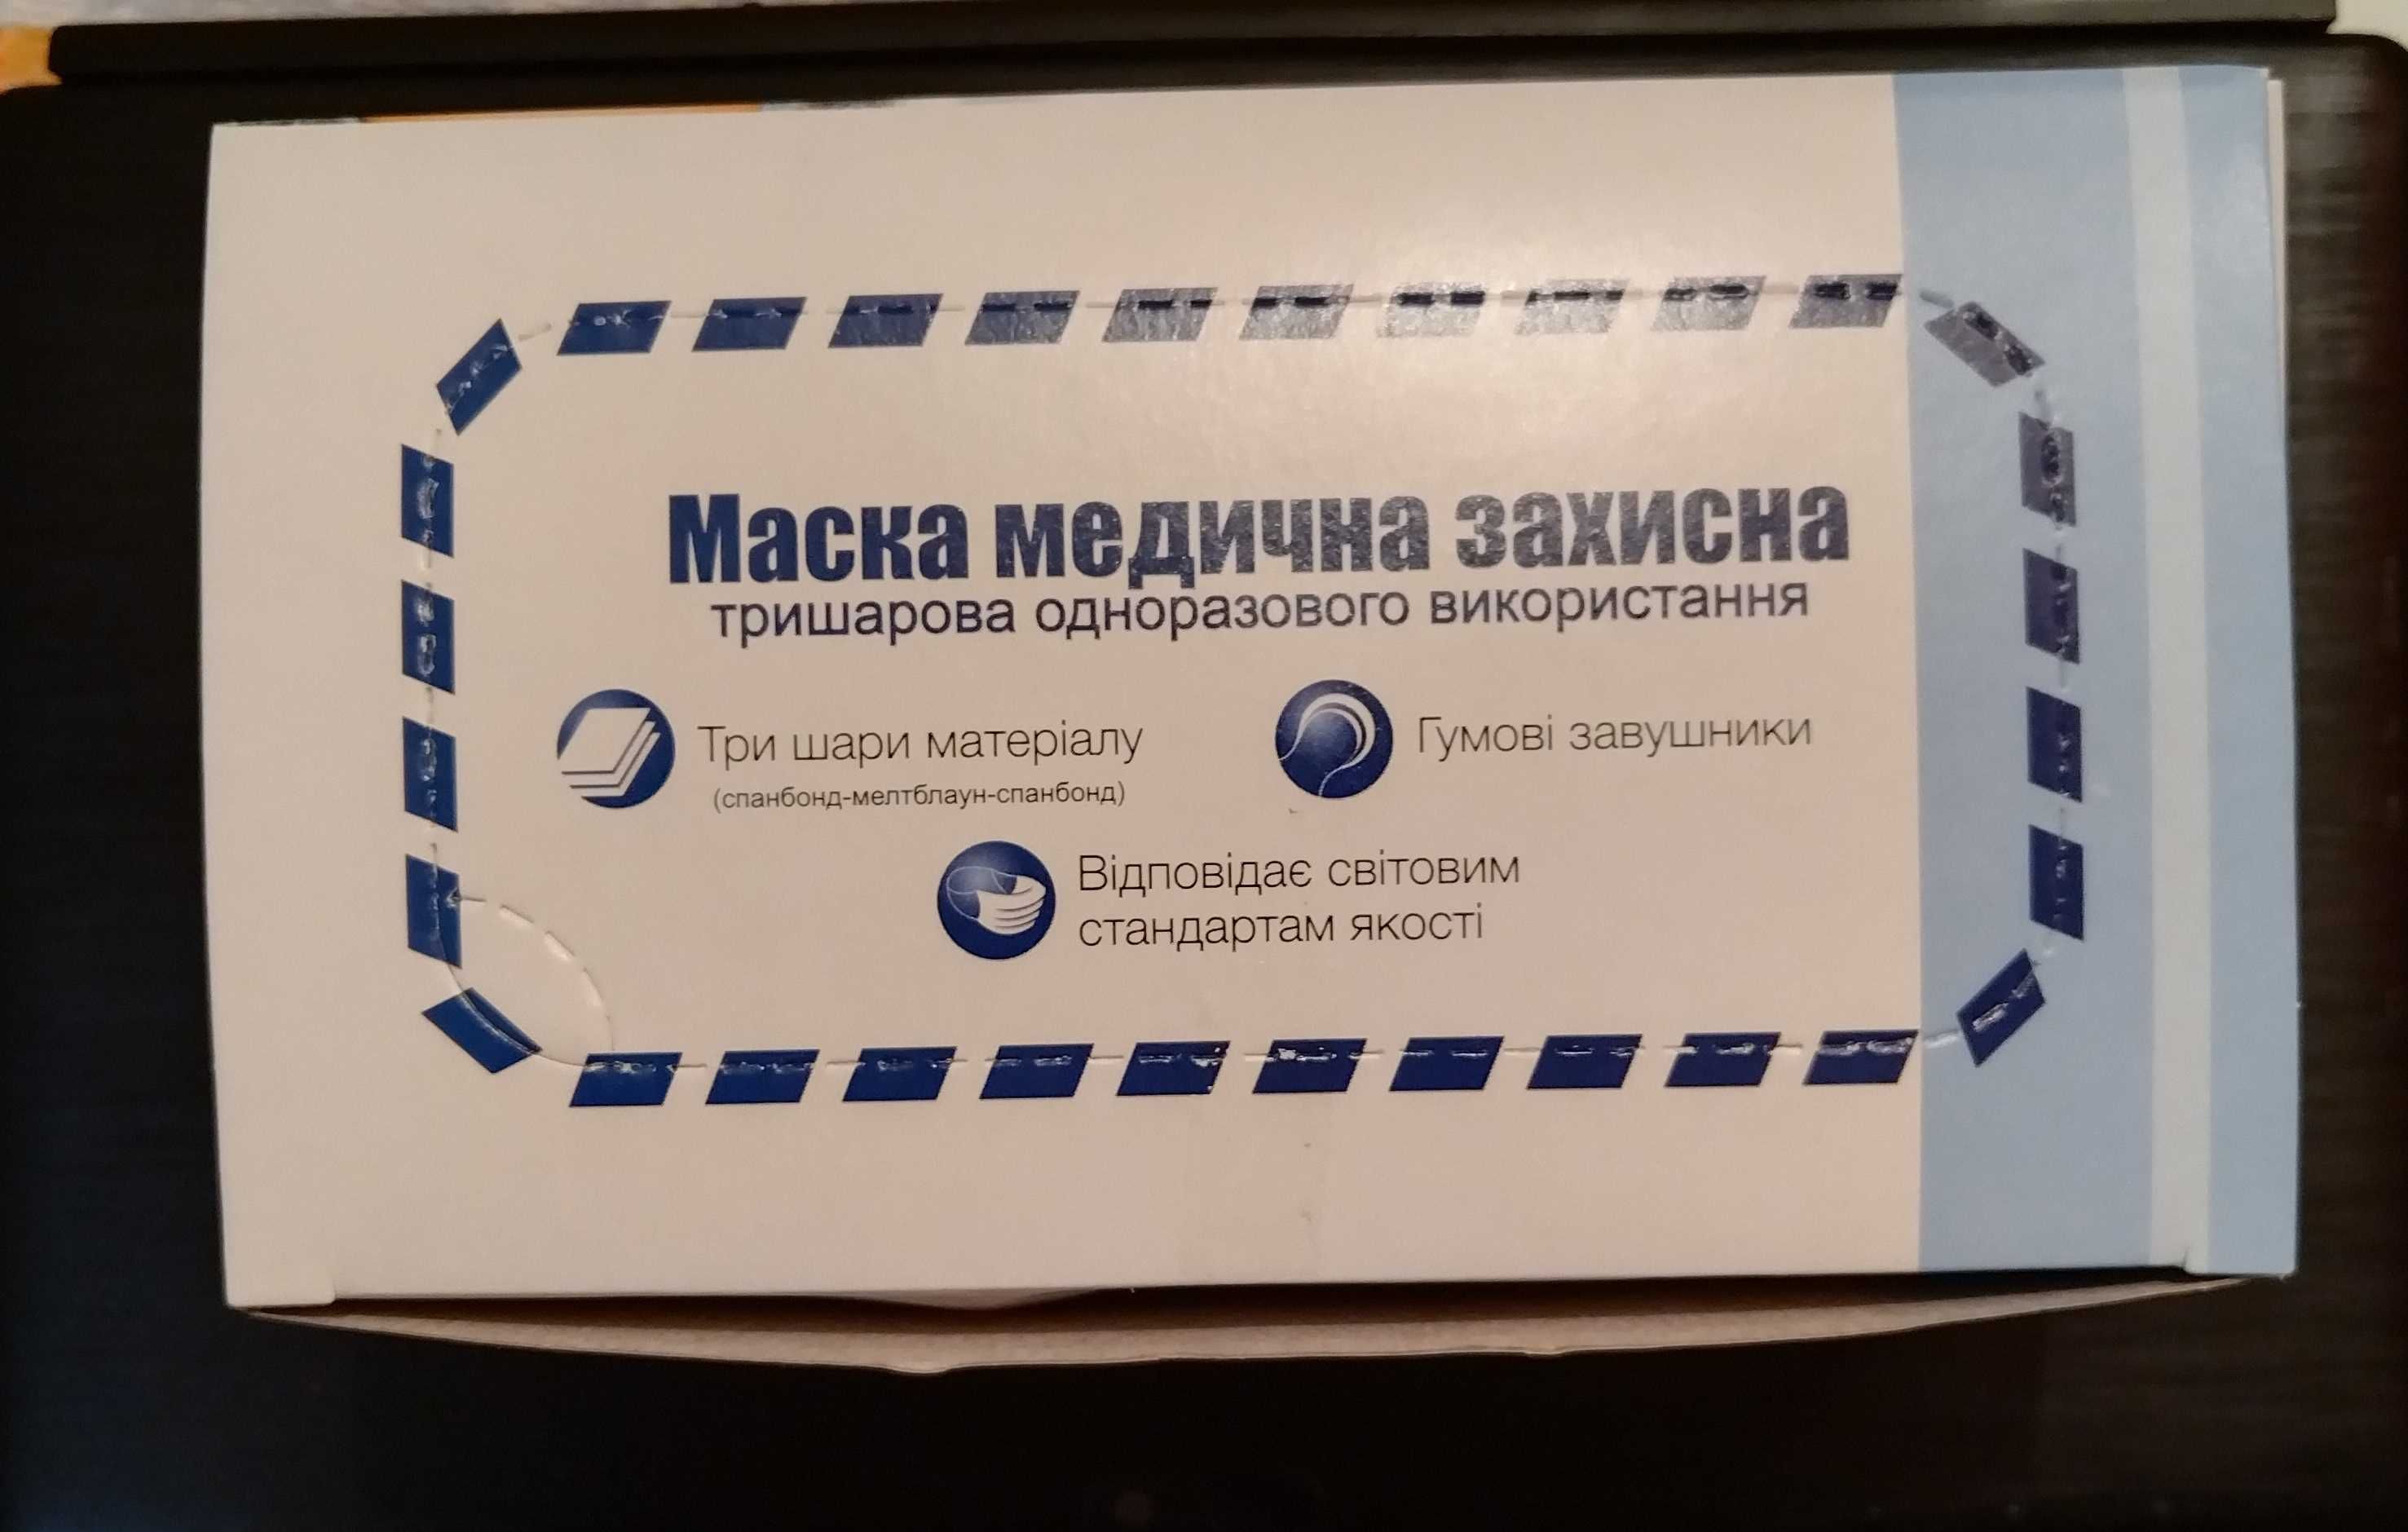 Маска медична захисна
тришарова одноразового використання
Три шари матеріалу
(спанбонд-мелтблаун-спанбонд)
Гумові завушники
Відповідає світовим
стандартам якості